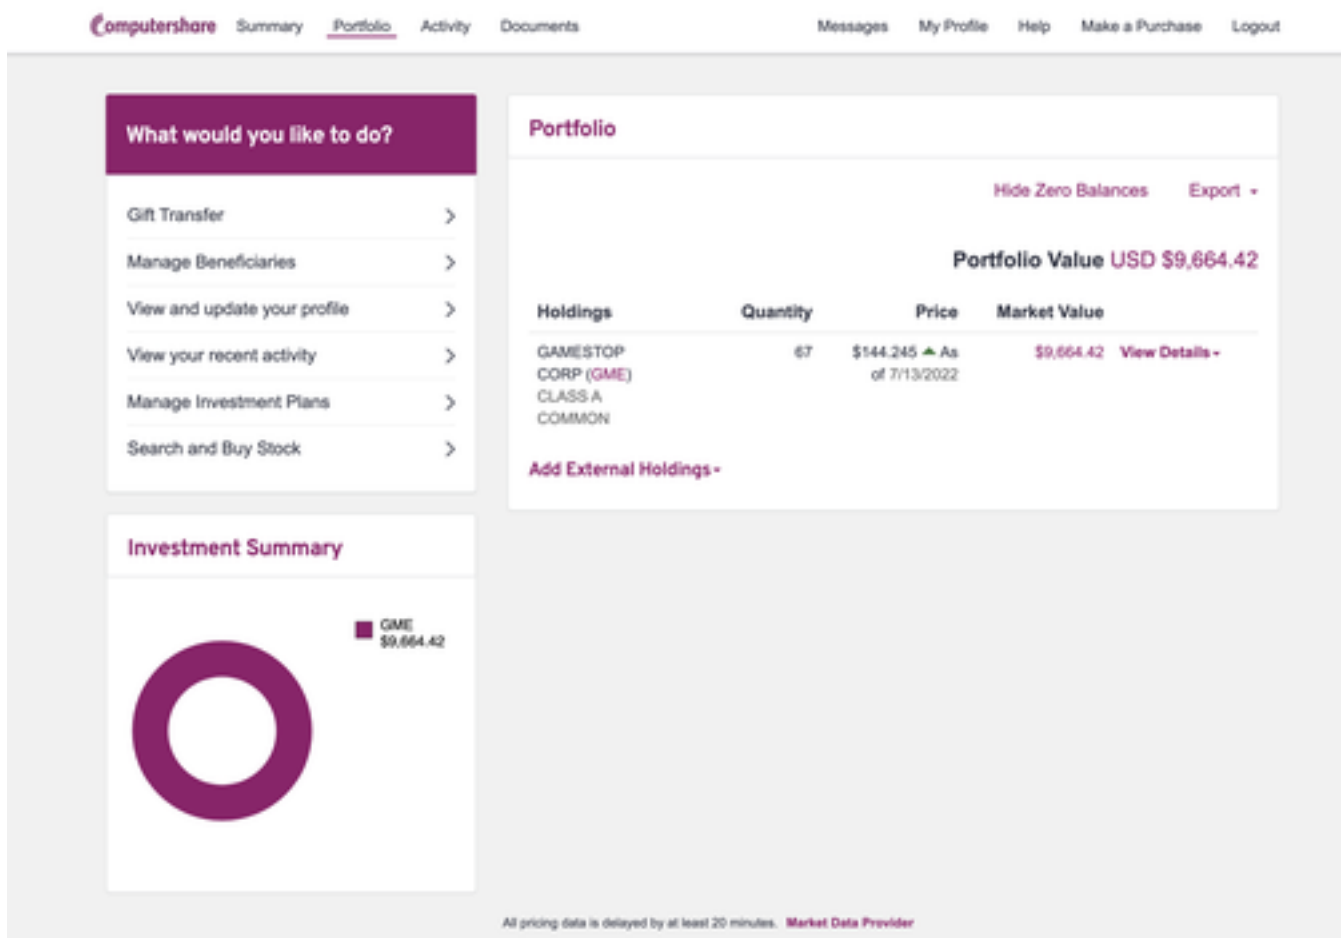 Computershare Summary Portfolio Activity Documents Messages My Profile Help Make a Purchase Logout
What would you like to do?
Gift Transfer
Manage Beneficiaries
View and update your profile
View your recent activity
Manage Investment Plans
Search and Buy Stock
Portfolio
Hide Zero Balances Export
Portfolio Value USD $9,664.42
Holdings Quantity Price Market Value
GAMESTOP 67 $144.245 As $9,664.42 View Details
CORP (GME) of 7/13/2022
CLASS A
COMMON
Add External Holdings
Investment Summary
GME
$9,664.42
All pricing data is delayed by at least 20 minutes. Market Data Provider